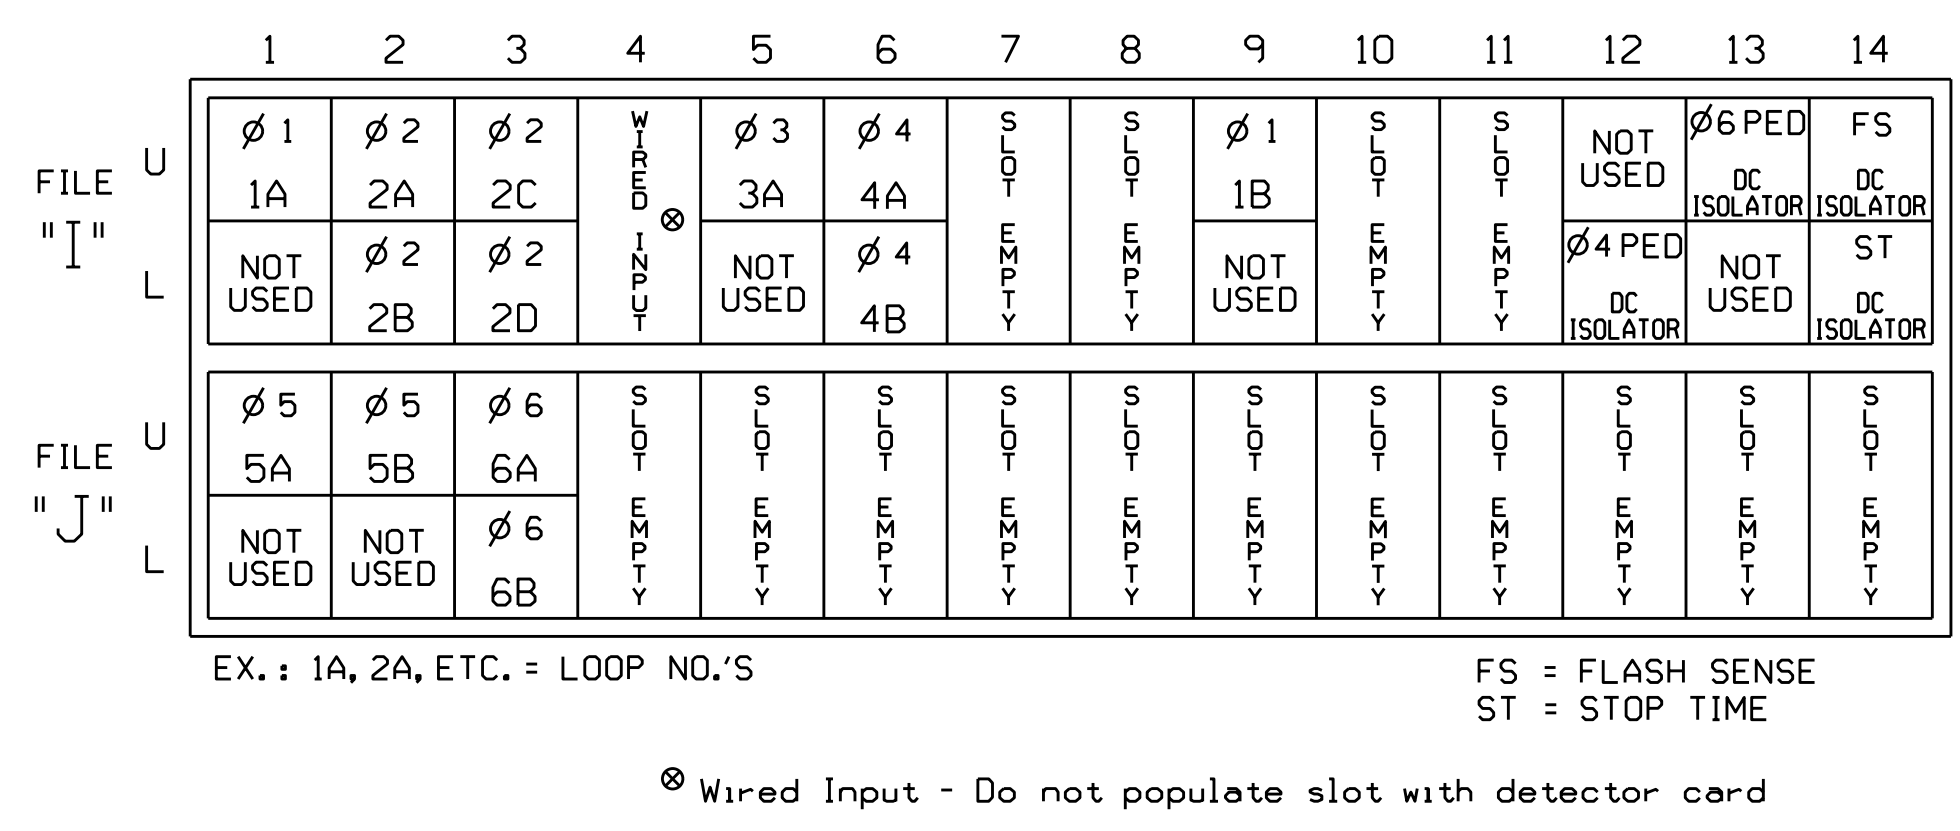 1 2 3 4 5 6 7 8 9 10 11 12 13 14
FILE "I"
U
L
Ø 1
1A
NOT
USED
Ø 2
2A
Ø 2
2B
Ø 2
2C
Ø 2
2D
WIRED INPUT ⊗
Ø 3
3A
NOT
USED
Ø 4
4A
Ø 4
4B
SLOT EMPTY
SLOT EMPTY
Ø 1
1B
NOT
USED
SLOT EMPTY
SLOT EMPTY
NOT
USED
Ø4 PED
DC
ISOLATOR
Ø6 PED
DC
ISOLATOR
NOT
USED
FS
DC
ISOLATOR
ST
DC
ISOLATOR
FILE "J"
U
L
Ø 5
5A
NOT
USED
Ø 5
5B
NOT
USED
Ø 6
6A
Ø 6
6B
SLOT EMPTY
SLOT EMPTY
SLOT EMPTY
SLOT EMPTY
SLOT EMPTY
SLOT EMPTY
SLOT EMPTY
SLOT EMPTY
SLOT EMPTY
SLOT EMPTY
SLOT EMPTY
EX.: 1A, 2A, ETC. = LOOP NO.'S
FS = FLASH SENSE
ST = STOP TIME
⊗ Wired Input - Do not populate slot with detector card